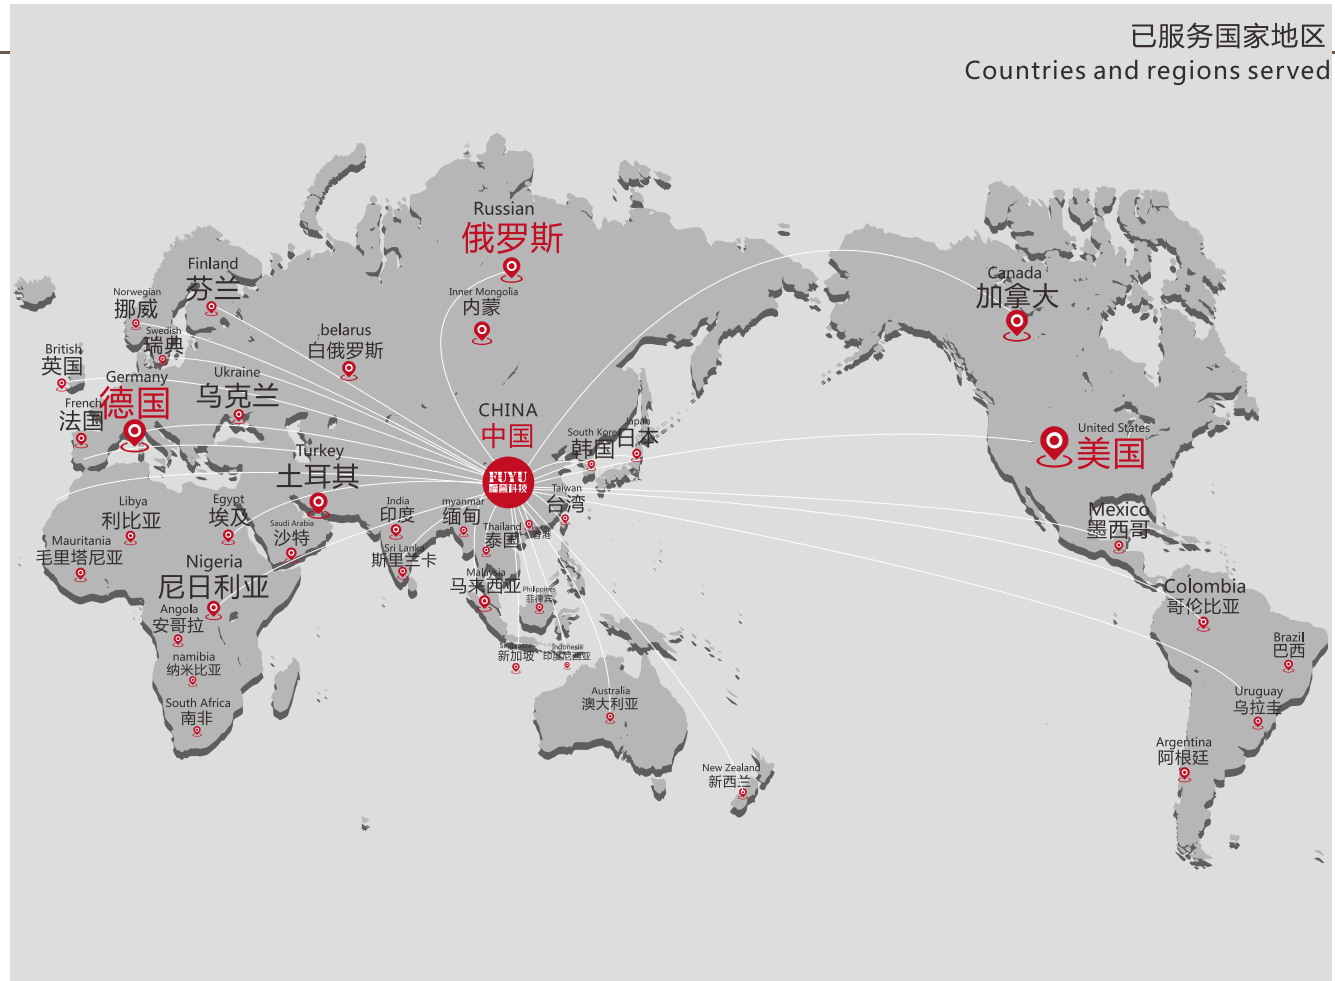 已服务国家地区
Countries and regions served
Russian
俄罗斯
Inner Mongolia
内蒙
Finland
芬兰
Norwegian
挪威
Swedish
瑞典
belarus
白俄罗斯
British
英国
Germany
德国
Ukraine
乌克兰
French
法国
Canada
加拿大
CHINA
中国
FUYU
South Kore
韩国
Japan
日本
United States
美国
Turkey
土耳其
Libya
利比亚
Egypt
埃及
Saudi Arabia
沙特
India
印度
myanmar
缅甸
Taiwan
台湾
Thailand
泰国
香港
Mexico
墨西哥
Mauritania
毛里塔尼亚
Nigeria
尼日利亚
Sri Lanka
斯里兰卡
Malaysia
马来西亚
Philippines
菲律宾
Colombia
哥伦比亚
Angola
安哥拉
namibia
纳米比亚
新加坡
Indonesia
印度尼西亚
Brazil
巴西
South Africa
南非
Australia
澳大利亚
Uruguay
乌拉圭
New Zealand
新西兰
Argentina
阿根廷